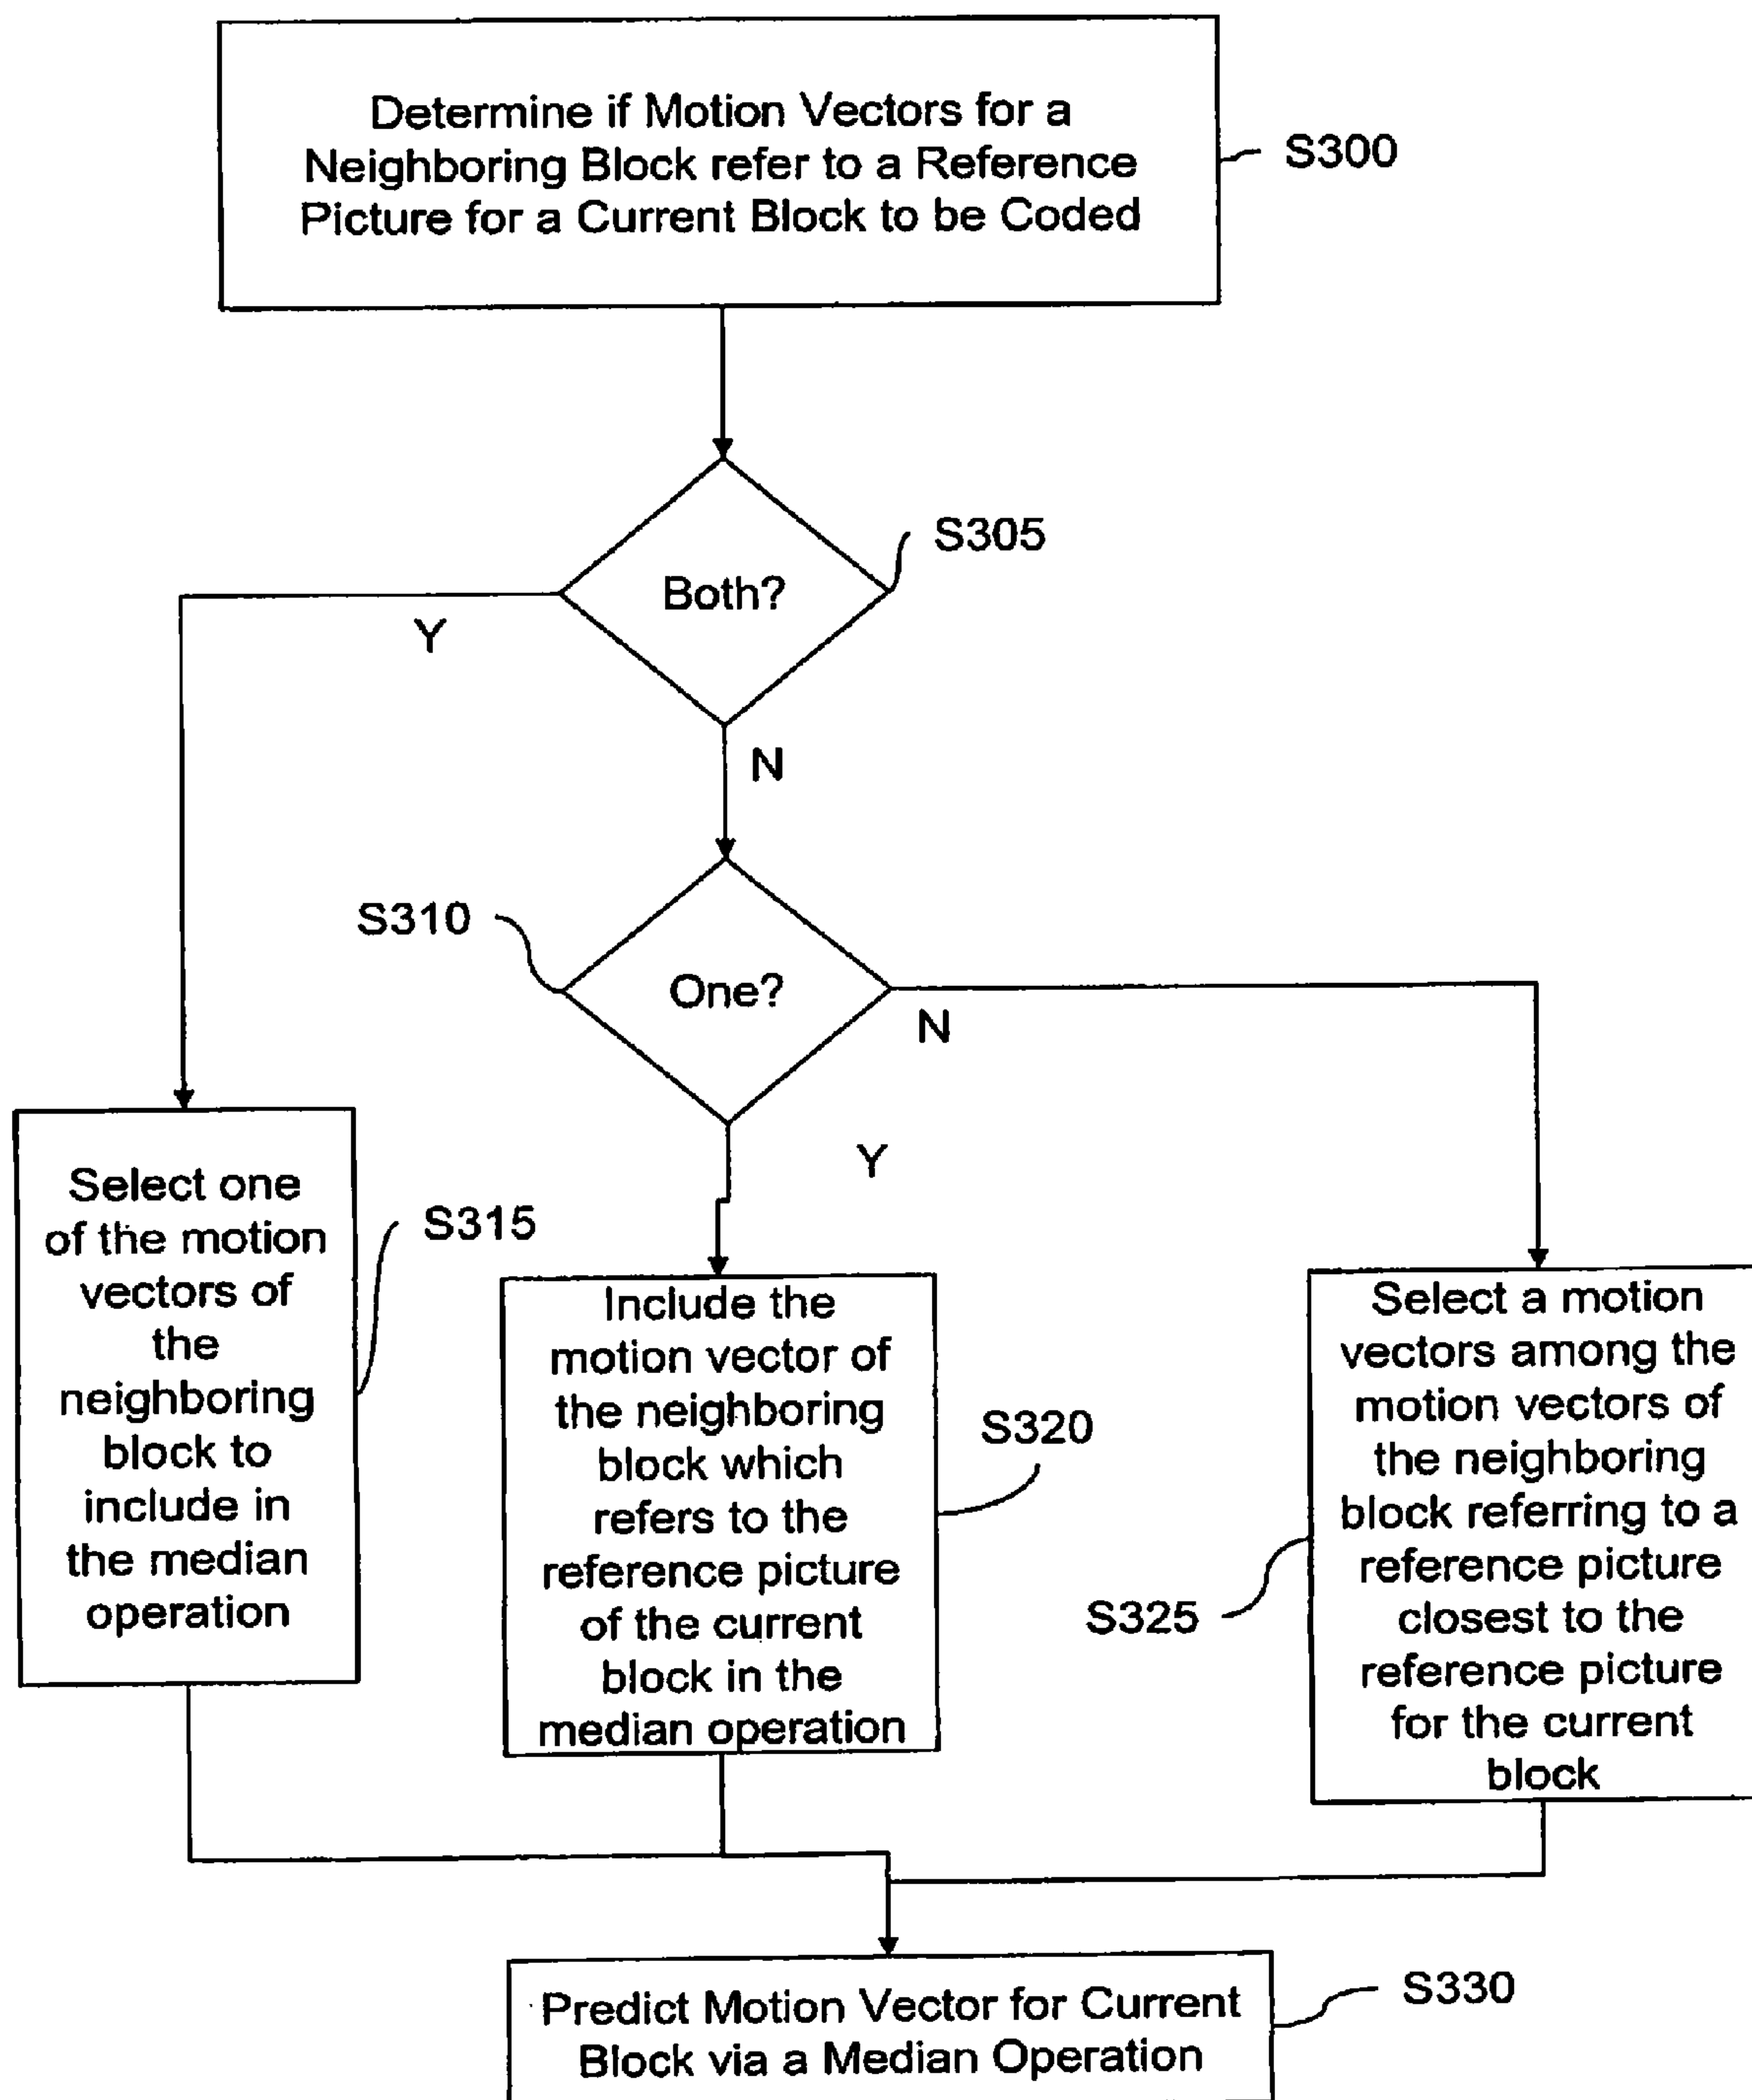 Determine if Motion Vectors for a
Neighboring Block refer to a Reference
Picture for a Current Block to be Coded
S300
S305
Both?
Y
N
S310
One?
N
Y
Select one
of the motion
vectors of
the
neighboring
block to
include in
the median
operation
S315
Include the
motion vector of
the neighboring
block which
refers to the
reference picture
of the current
block in the
median operation
S320
Select a motion
vectors among the
motion vectors of
the neighboring
block referring to a
reference picture
closest to the
reference picture
for the current
block
S325
Predict Motion Vector for Current
Block via a Median Operation
S330